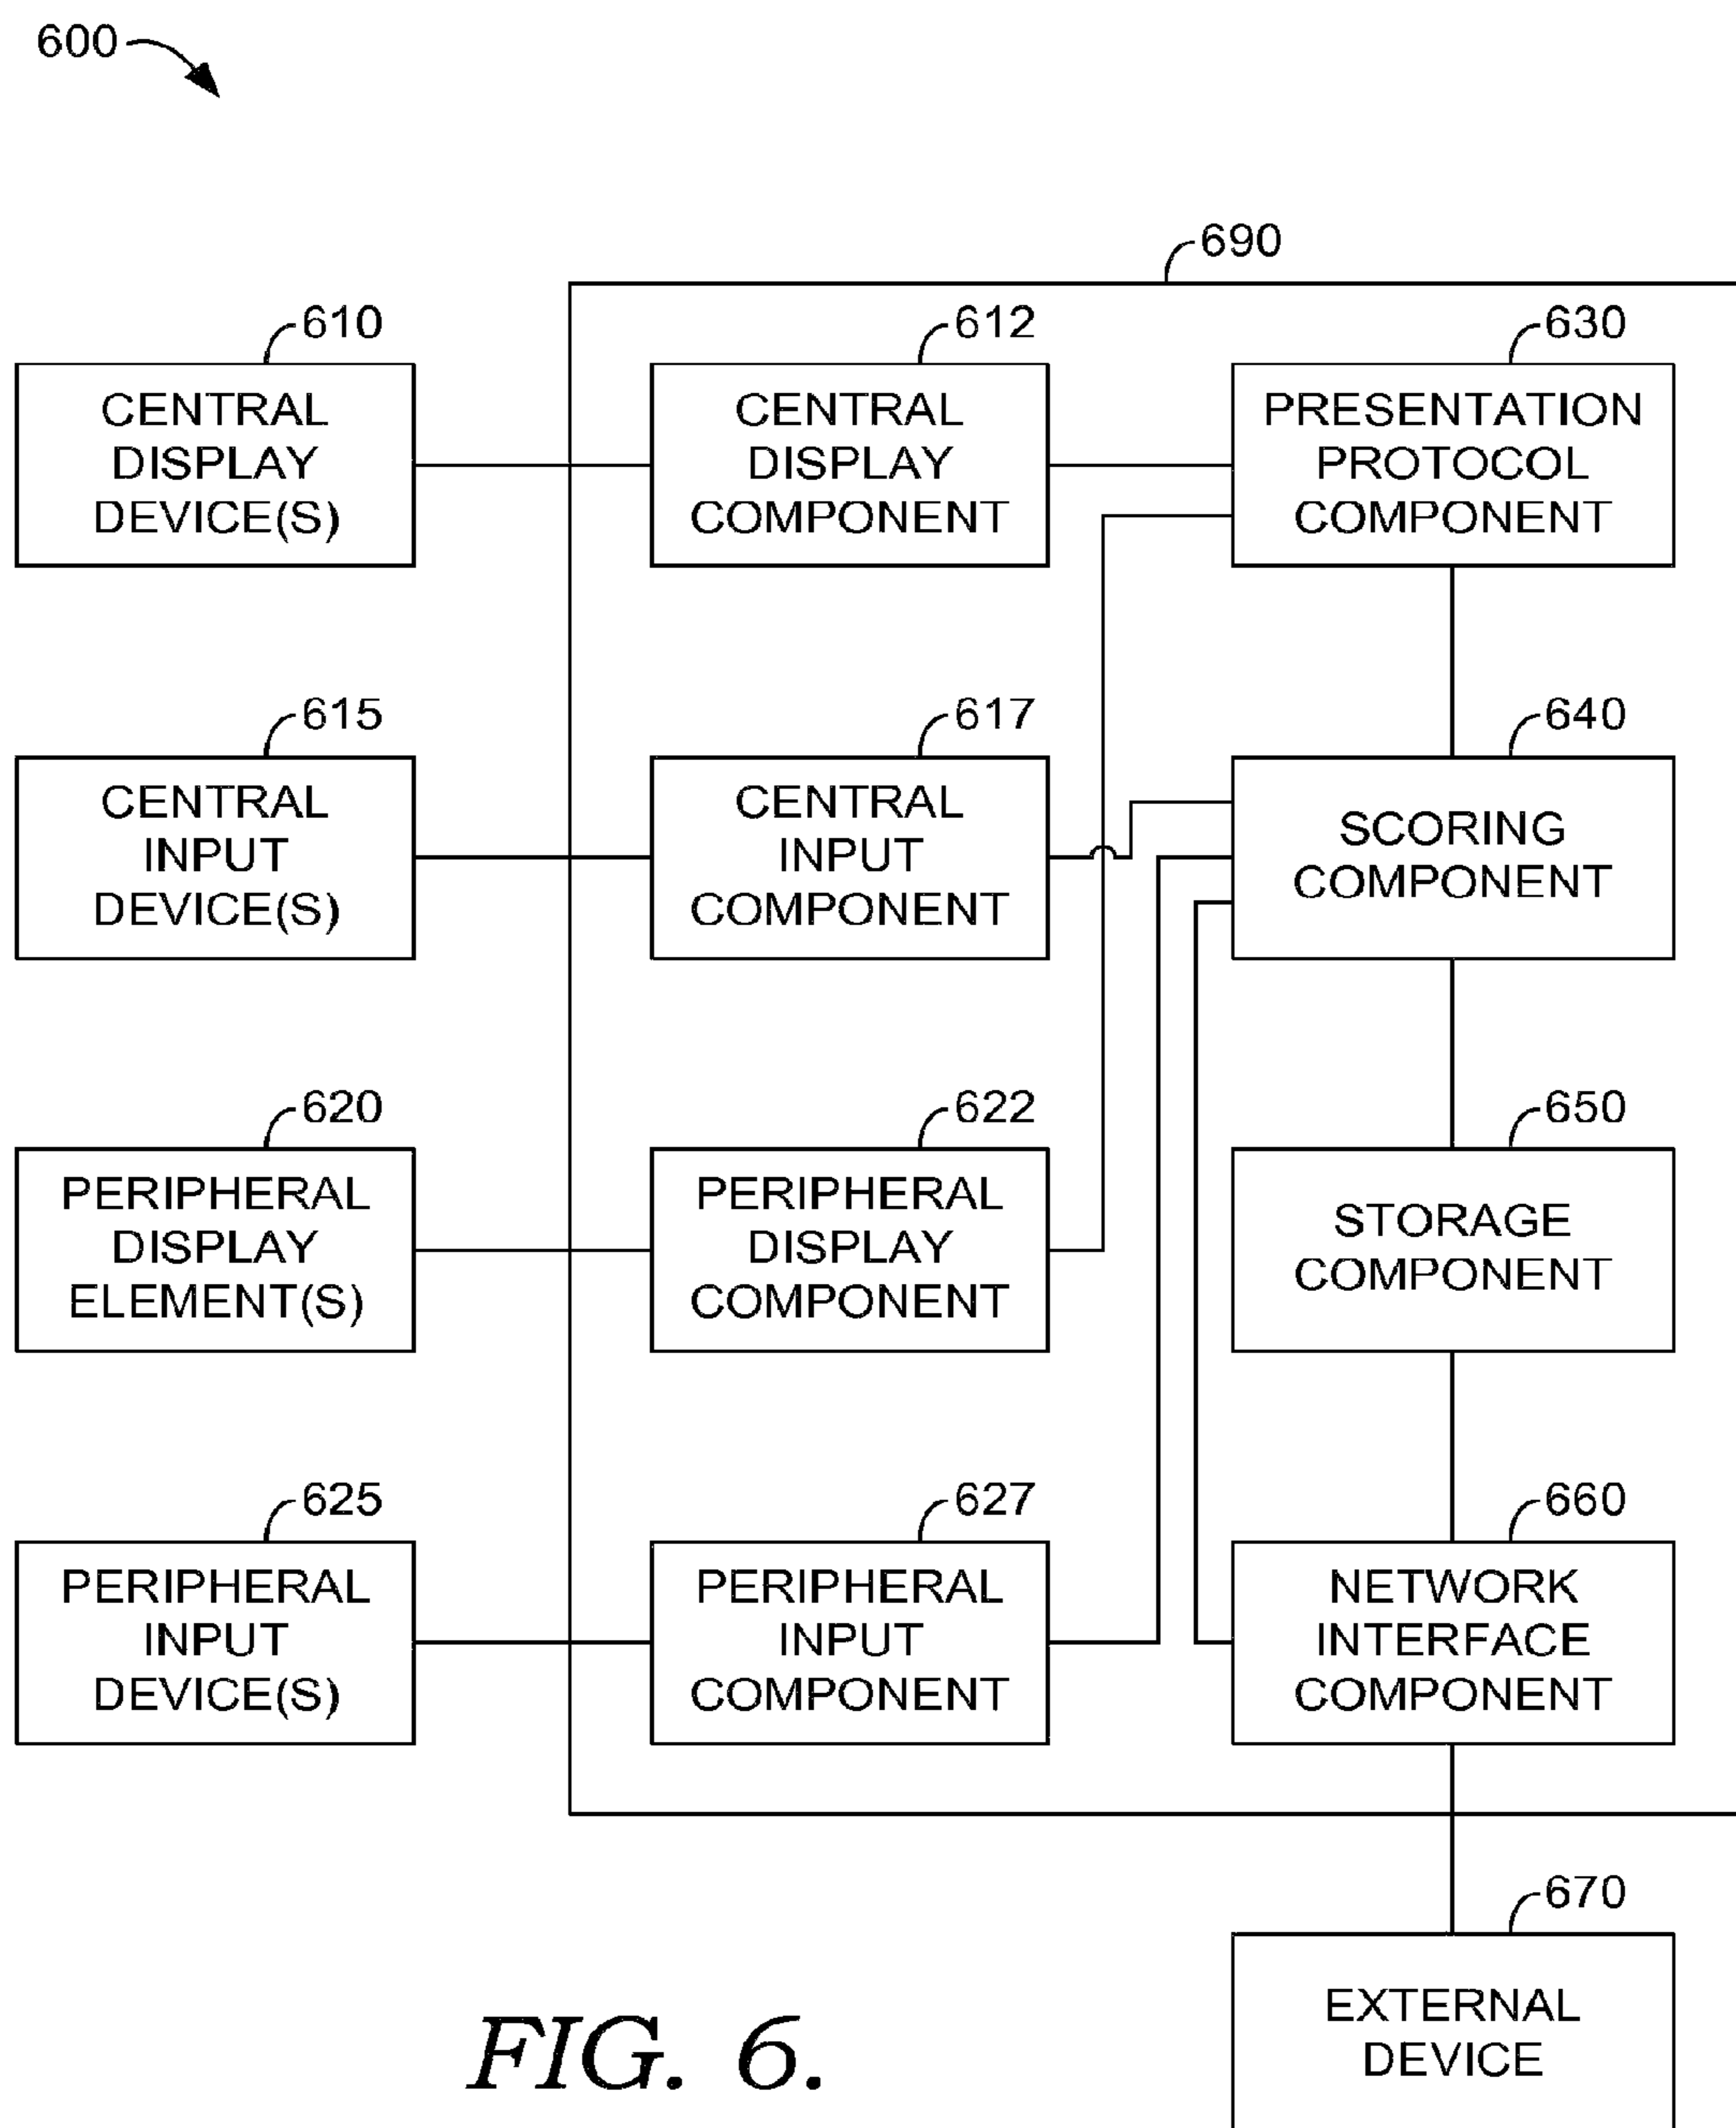 600
690
610
612
630
CENTRAL
DISPLAY
DEVICE(S)
CENTRAL
DISPLAY
COMPONENT
PRESENTATION
PROTOCOL
COMPONENT
615
617
640
CENTRAL
INPUT
DEVICE(S)
CENTRAL
INPUT
COMPONENT
SCORING
COMPONENT
620
622
650
PERIPHERAL
DISPLAY
ELEMENT(S)
PERIPHERAL
DISPLAY
COMPONENT
STORAGE
COMPONENT
625
627
660
PERIPHERAL
INPUT
DEVICE(S)
PERIPHERAL
INPUT
COMPONENT
NETWORK
INTERFACE
COMPONENT
670
EXTERNAL
DEVICE
FIG. 6.